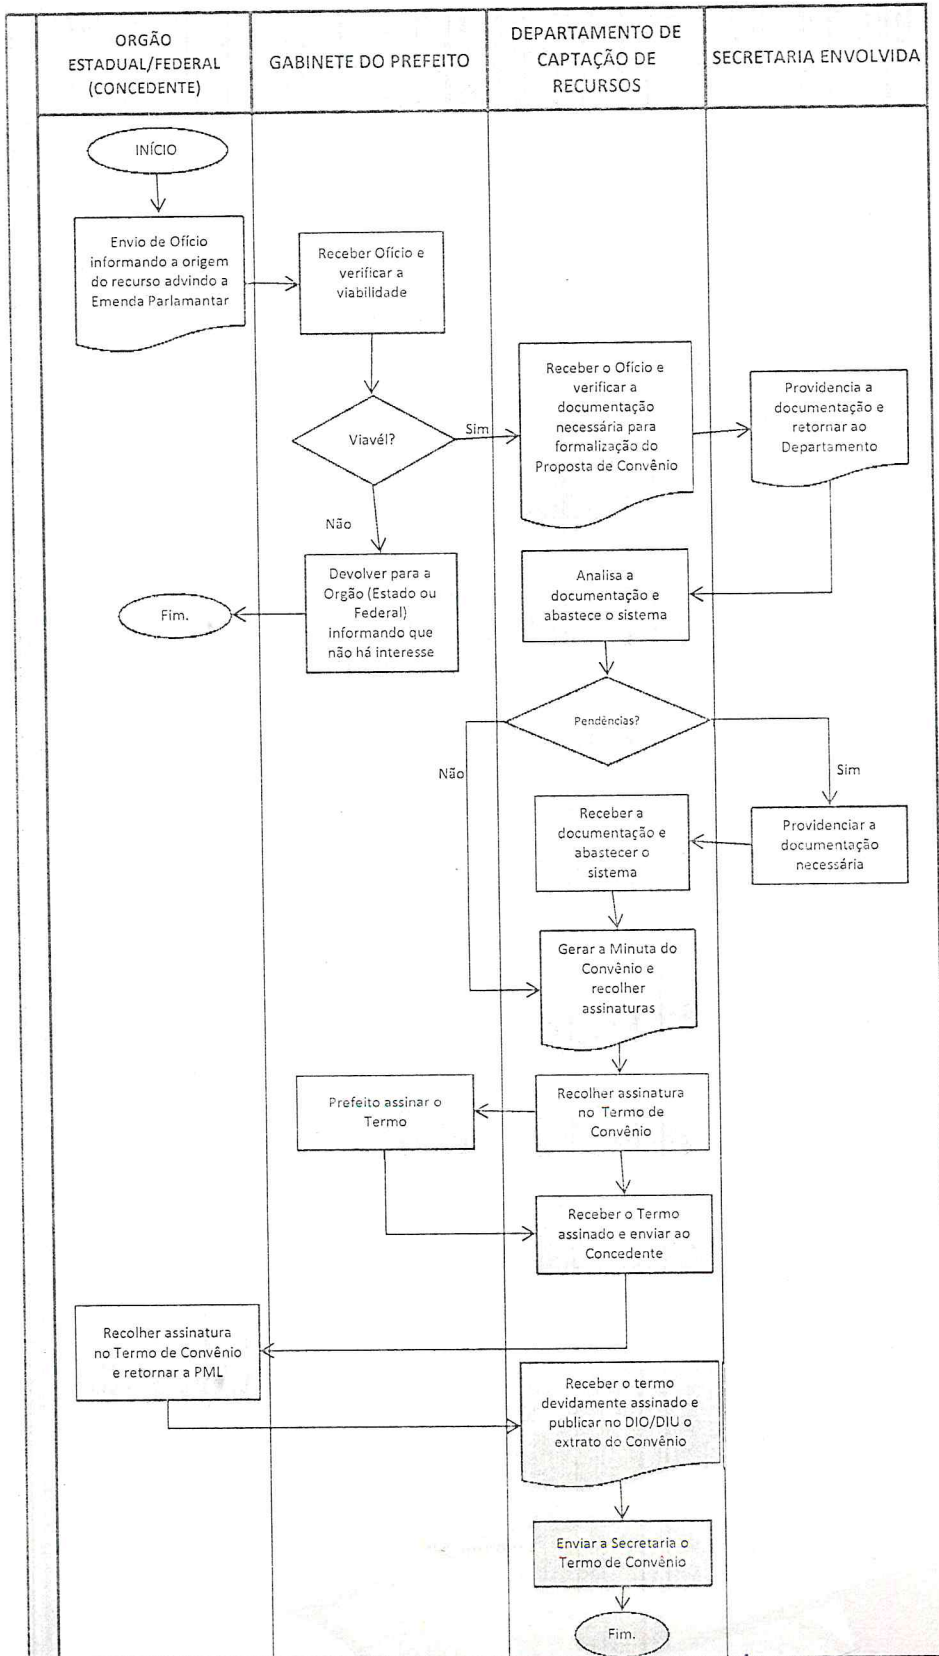 ORGÃO
ESTADUAL/FEDERAL
(CONCEDENTE)
GABINETE DO PREFEITO
DEPARTAMENTO DE
CAPTAÇÃO DE
RECURSOS
SECRETARIA ENVOLVIDA
INÍCIO
Envio de Ofício
informando a origem
do recurso advindo a
Emenda Parlamantar
Receber Ofício e
verificar a
viabilidade
Viavél?
Sim
Receber o Ofício e
verificar a
documentação
necessária para
formalização do
Proposta de Convênio
Providencia a
documentação e
retornar ao
Departamento
Não
Devolver para a
Orgão (Estado ou
Federal)
informando que
não há interesse
Fim.
Analisa a
documentação e
abastece o sistema
Pendências?
Não
Sim
Providenciar a
documentação
necessária
Receber a
documentação e
abastecer o
sistema
Gerar a Minuta do
Convênio e
recolher
assinaturas
Recolher assinatura
no Termo de
Convênio
Prefeito assinar o
Termo
Receber o Termo
assinado e enviar ao
Concedente
Recolher assinatura
no Termo de Convênio
e retornar a PML
Receber o termo
devidamente assinado e
publicar no DIO/DIU o
extrato do Convênio
Enviar a Secretaria o
Termo de Convênio
Fim.